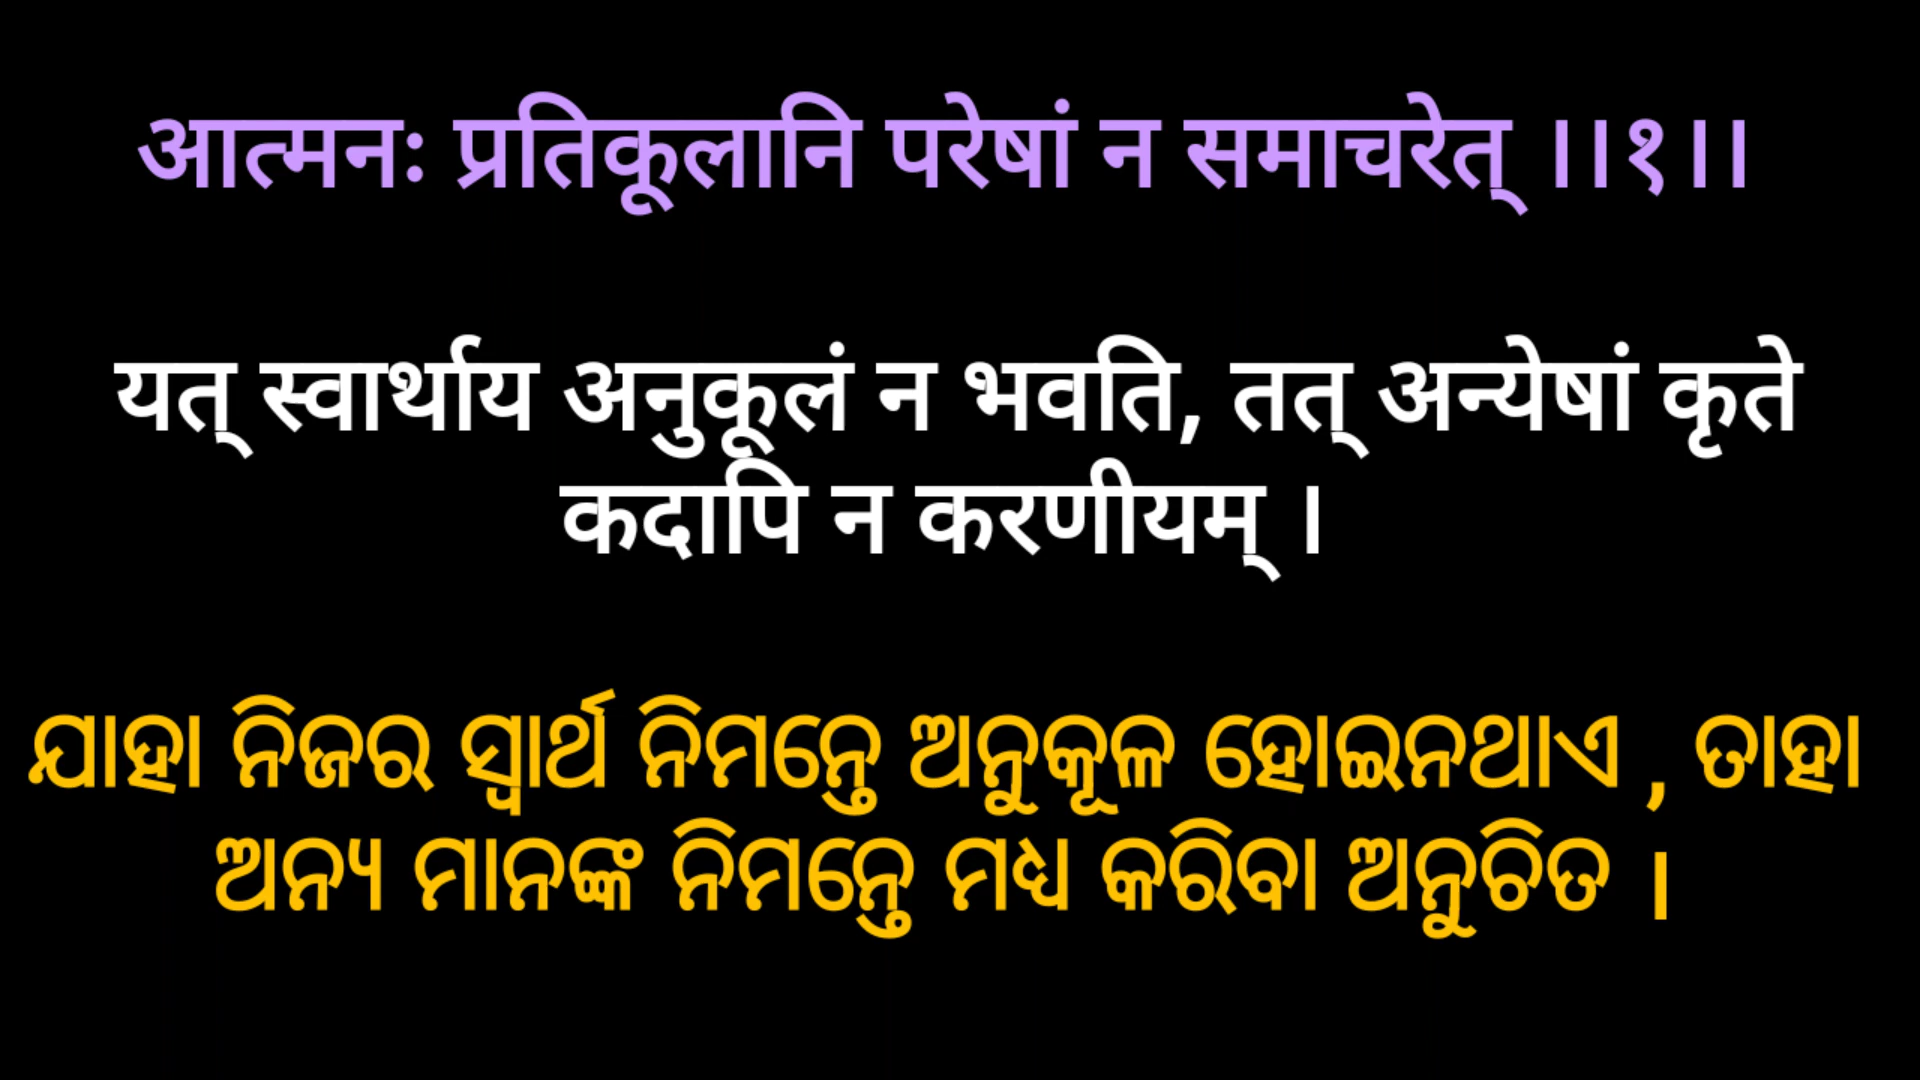 आत्मनः प्रतिकूलानि परेषां न समाचरेत् ।।१।।
यत् स्वार्थाय अनुकूलं न भवति, तत् अन्येषां कृते
कदापि न करणीयम् ।
ଯାହା ନିଜର ସ୍ୱାର୍ଥ ନିମନ୍ତେ ଅନୁକୂଳ ହୋଇନଥାଏ , ତାହା
ଅନ୍ୟ ମାନଙ୍କ ନିମନ୍ତେ ମଧ୍ୟ କରିବା ଅନୁଚିତ ।